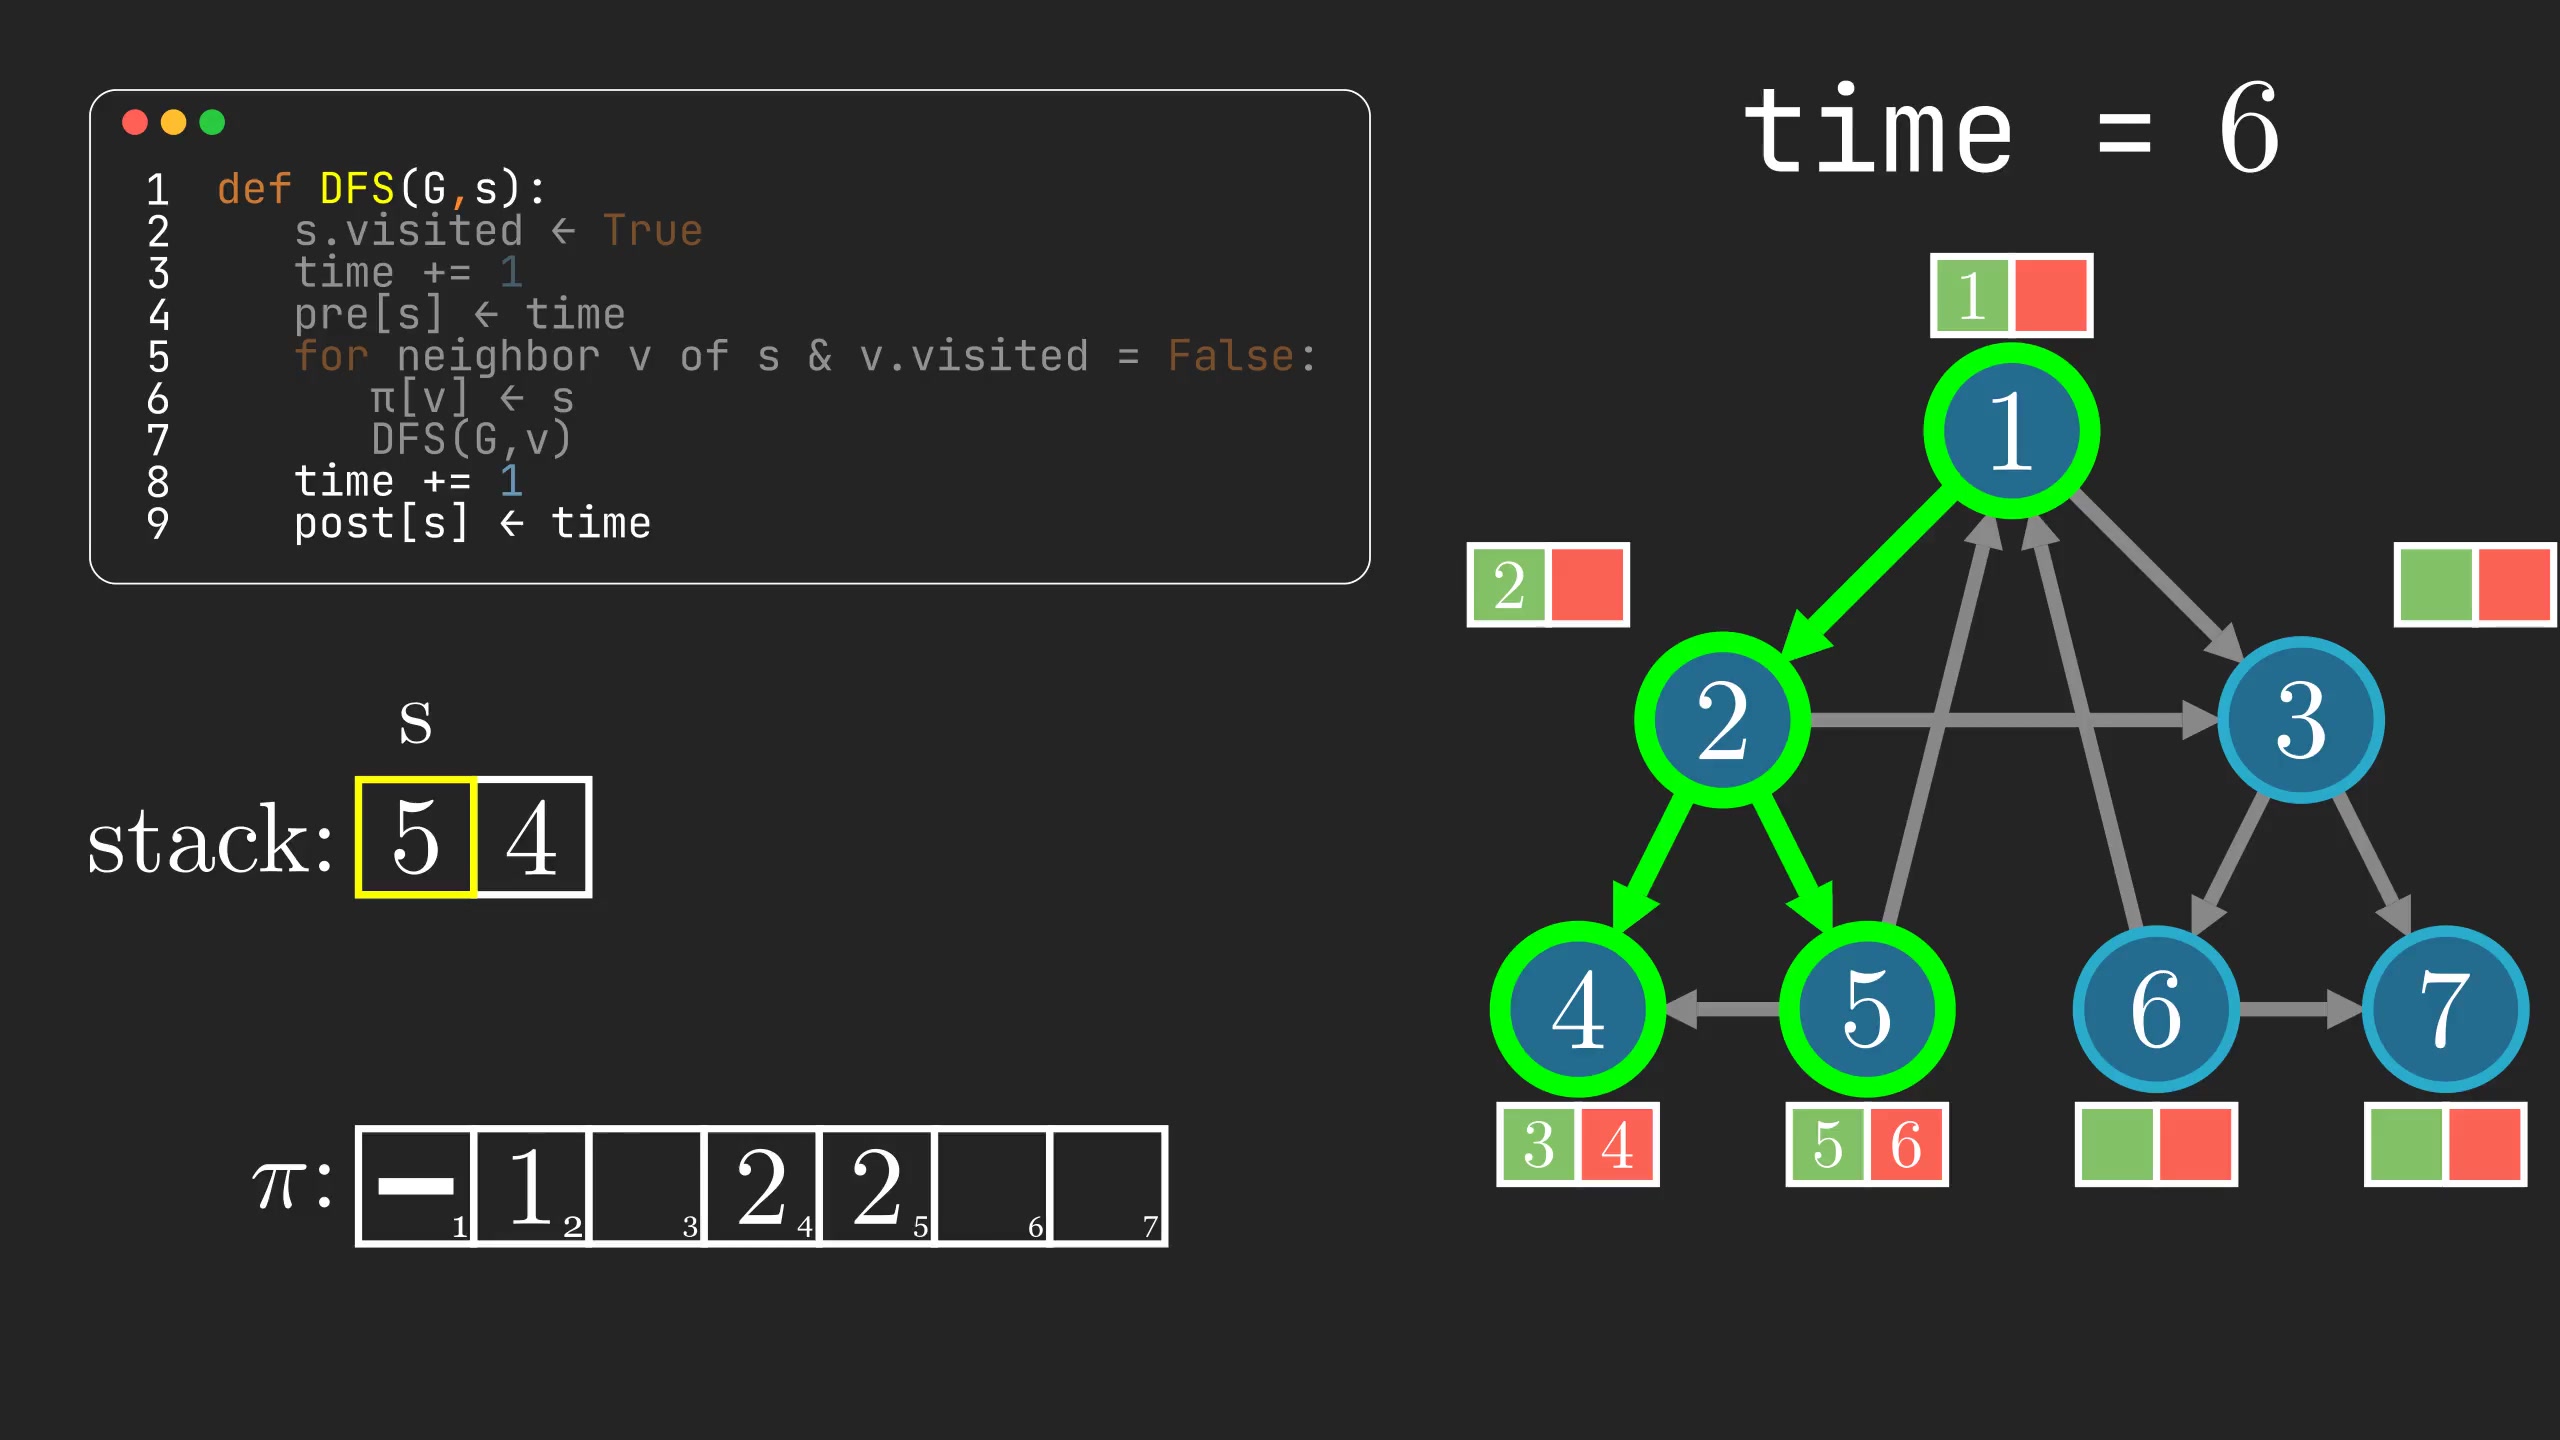 time = 6
1 def DFS(G,s):
2 s.visited ← True
3 time += 1
4 pre[s] ← time
5 for neighbor v of s & v.visited = False:
6 π[v] ← s
7 DFS(G,v)
8 time += 1
9 post[s] ← time
s
stack: 5 4
π: – 1 1 2 3 2 4 2 5 6 7
1
1
2
2 3
4 5 6 7
3 4 5 6